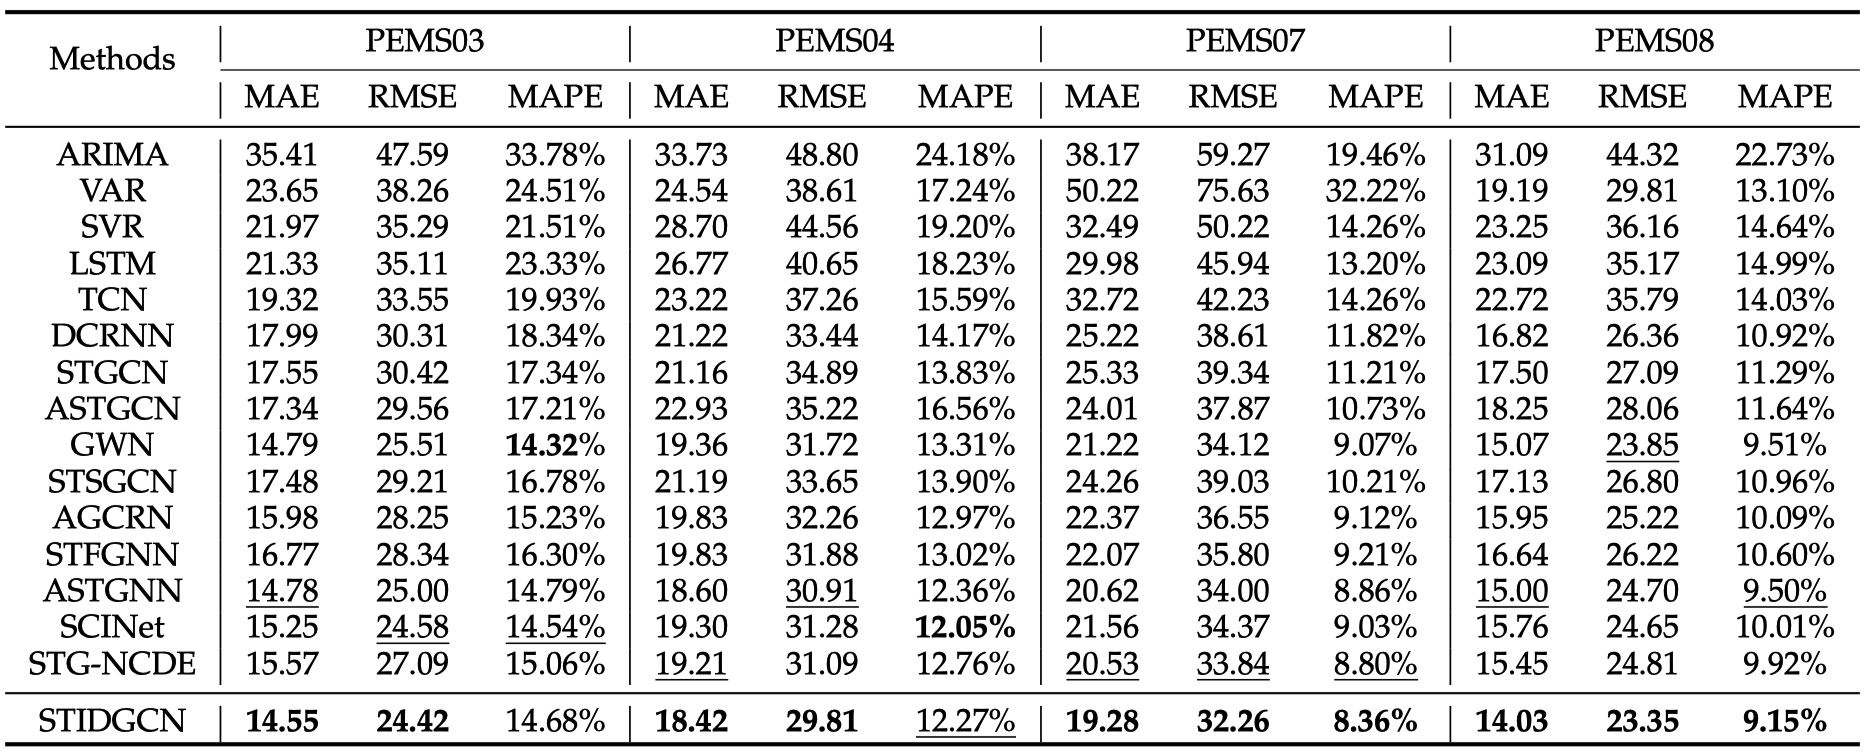 Methods PEMS03 PEMS04 PEMS07 PEMS08
MAE RMSE MAPE MAE RMSE MAPE MAE RMSE MAPE MAE RMSE MAPE
ARIMA 35.41 47.59 33.78% 33.73 48.80 24.18% 38.17 59.27 19.46% 31.09 44.32 22.73%
VAR 23.65 38.26 24.51% 24.54 38.61 17.24% 50.22 75.63 32.22% 19.19 29.81 13.10%
SVR 21.97 35.29 21.51% 28.70 44.56 19.20% 32.49 50.22 14.26% 23.25 36.16 14.64%
LSTM 21.33 35.11 23.33% 26.77 40.65 18.23% 29.98 45.94 13.20% 23.09 35.17 14.99%
TCN 19.32 33.55 19.93% 23.22 37.26 15.59% 32.72 42.23 14.26% 22.72 35.79 14.03%
DCRNN 17.99 30.31 18.34% 21.22 33.44 14.17% 25.22 38.61 11.82% 16.82 26.36 10.92%
STGCN 17.55 30.42 17.34% 21.16 34.89 13.83% 25.33 39.34 11.21% 17.50 27.09 11.29%
ASTGCN 17.34 29.56 17.21% 22.93 35.22 16.56% 24.01 37.87 10.73% 18.25 28.06 11.64%
GWN 14.79 25.51 14.32% 19.36 31.72 13.31% 21.22 34.12 9.07% 15.07 23.85 9.51%
STSGCN 17.48 29.21 16.78% 21.19 33.65 13.90% 24.26 39.03 10.21% 17.13 26.80 10.96%
AGCRN 15.98 28.25 15.23% 19.83 32.26 12.97% 22.37 36.55 9.12% 15.95 25.22 10.09%
STFGNN 16.77 28.34 16.30% 19.83 31.88 13.02% 22.07 35.80 9.21% 16.64 26.22 10.60%
ASTGNN 14.78 25.00 14.79% 18.60 30.91 12.36% 20.62 34.00 8.86% 15.00 24.70 9.50%
SCINet 15.25 24.58 14.54% 19.30 31.28 12.05% 21.56 34.37 9.03% 15.76 24.65 10.01%
STG-NCDE 15.57 27.09 15.06% 19.21 31.09 12.76% 20.53 33.84 8.80% 15.45 24.81 9.92%
STIDGCN 14.55 24.42 14.68% 18.42 29.81 12.27% 19.28 32.26 8.36% 14.03 23.35 9.15%